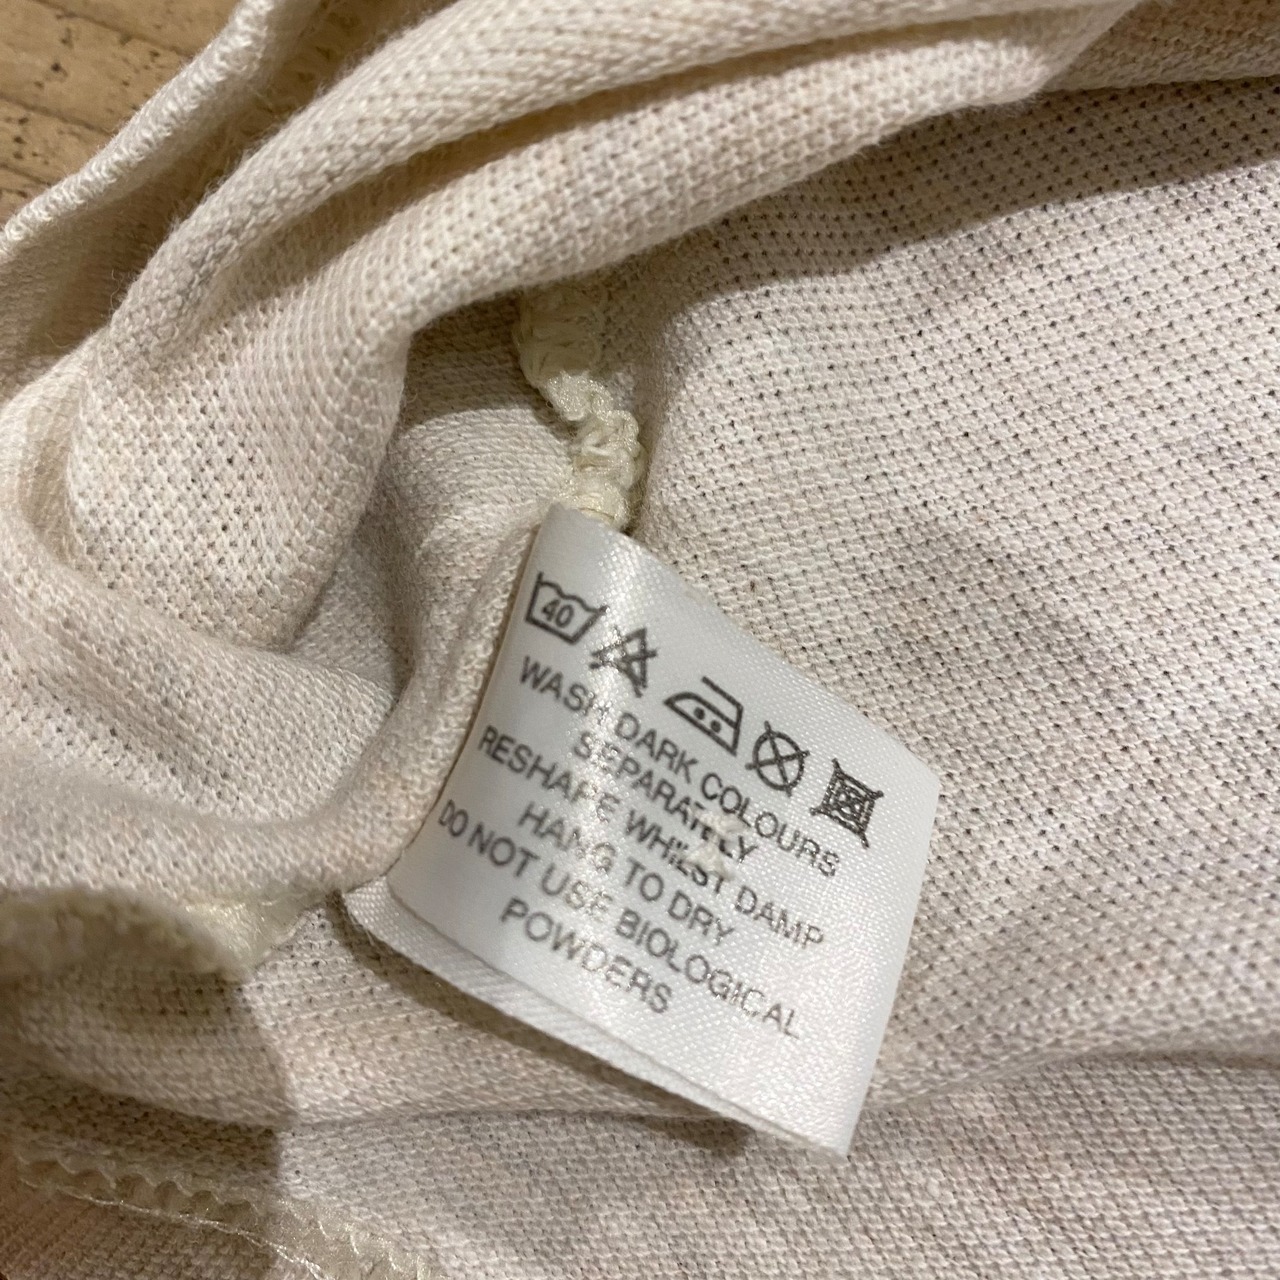 40
WASH DARK COLOURS
SEPARATELY
RESHAPE WHILST DAMP
HANG TO DRY
DO NOT USE BIOLOGICAL
POWDERS